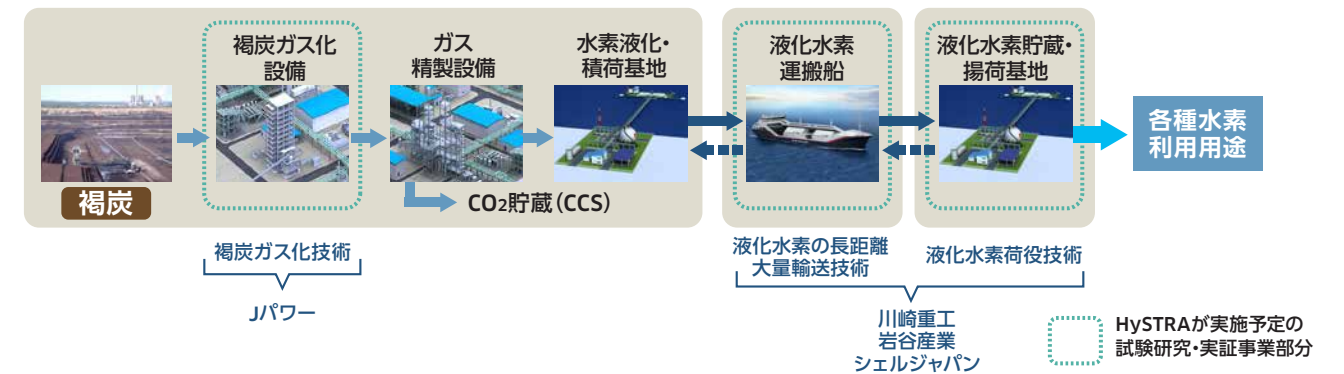 褐炭ガス化
設備
ガス
精製設備
水素液化・
積荷基地
液化水素
運搬船
液化水素貯蔵・
揚荷基地
各種水素
利用用途
褐炭
CO2貯蔵（CCS）
褐炭ガス化技術
Jパワー
液化水素の長距離
大量輸送技術
液化水素荷役技術
川崎重工
岩谷産業
シェルジャパン
HySTRAが実施予定の
試験研究・実証事業部分